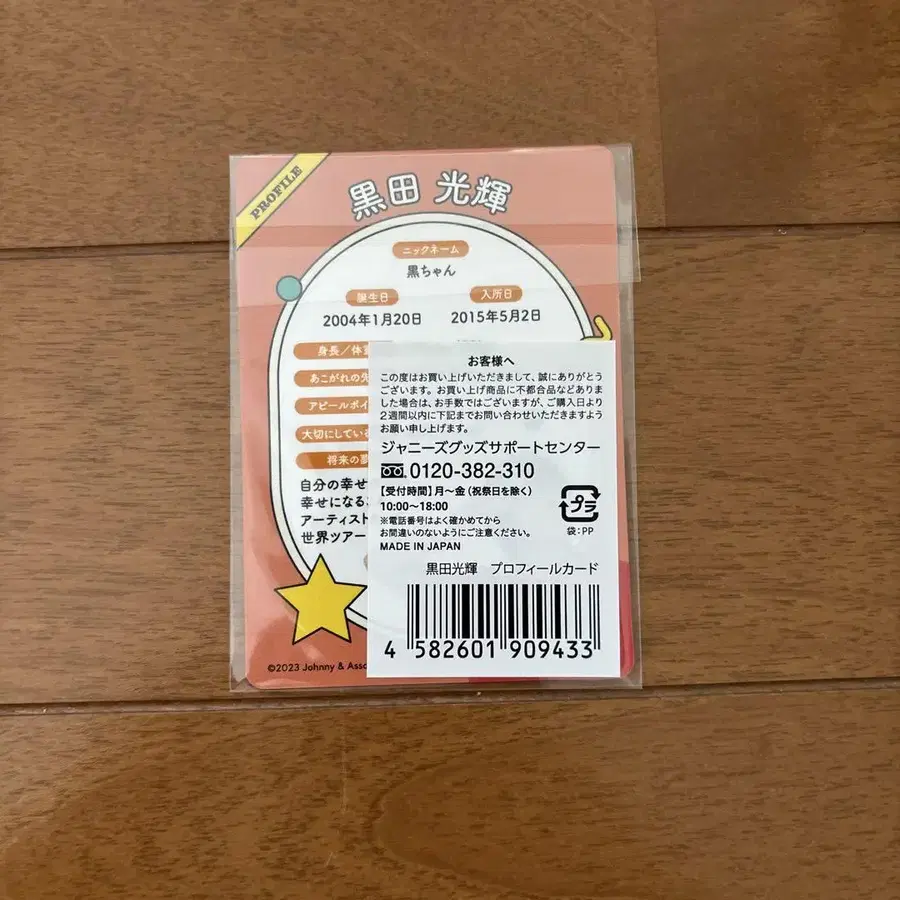 PROFILE
黒田 光輝
ニックネーム
黒ちゃん
誕生日
2004年1月20日
入所日
2015年5月2日
身長/体重
あこがれの先
アピールポイ
大切にしている
将来の夢
自分の幸せ
幸せになる
アーティスト
世界ツアー
©2023 Johnny & Asso
お客様へ
この度はお買い上げいただきまして、誠にありがとう
ございます。お買い上げ商品に不都合品などありま
した場合は、お手数ではございますが、ご購入日より
2週間以内に下記までお問い合わせいただきますよう
お願い申し上げます。
ジャニーズグッズサポートセンター
0120-382-310
【受付時間】月〜金(祝祭日を除く)
10:00〜18:00
※電話番号はよく確かめてから
お間違いのないようにご注意ください。
MADE IN JAPAN
プラ
袋:PP
黒田光輝 プロフィールカード
4 582601 909433